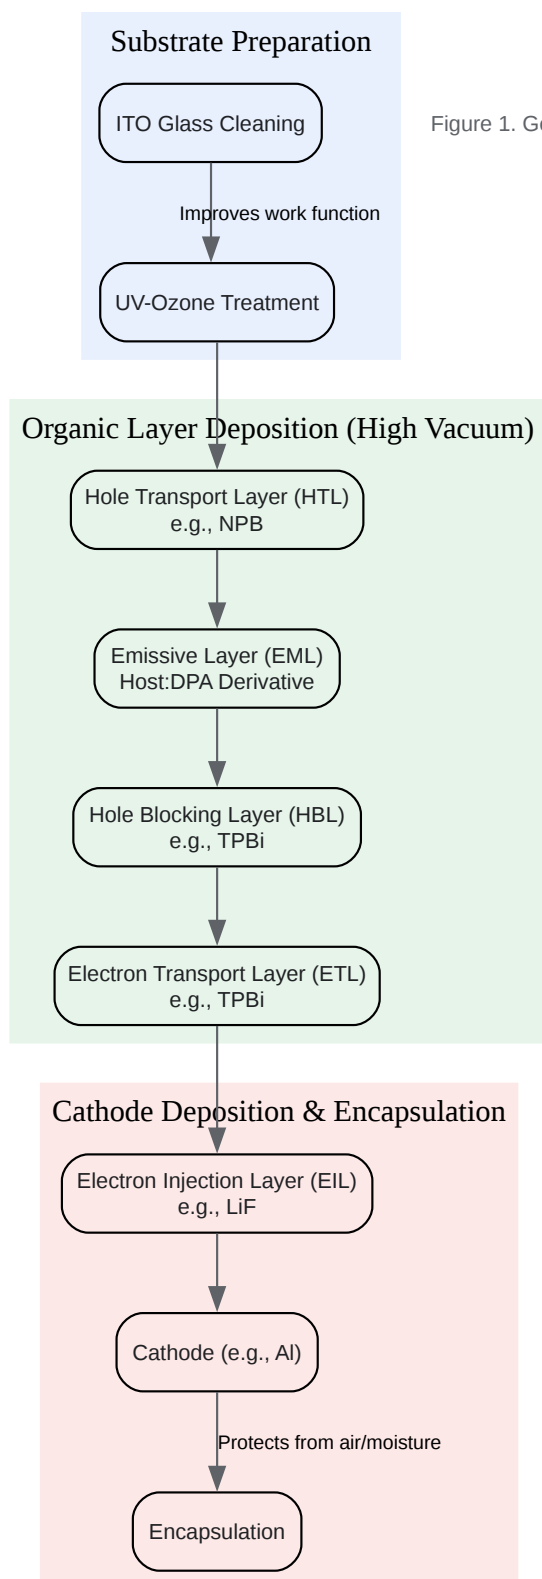 Substrate Preparation
ITO Glass Cleaning
Figure 1. G
Improves work function
UV-Ozone Treatment
Organic Layer Deposition (High Vacuum)
Hole Transport Layer (HTL)
e.g., NPB
Emissive Layer (EML)
Host:DPA Derivative
Hole Blocking Layer (HBL)
e.g., TPBi
Electron Transport Layer (ETL)
e.g., TPBi
Cathode Deposition & Encapsulation
Electron Injection Layer (EIL)
e.g., LiF
Cathode (e.g., Al)
Protects from air/moisture
Encapsulation